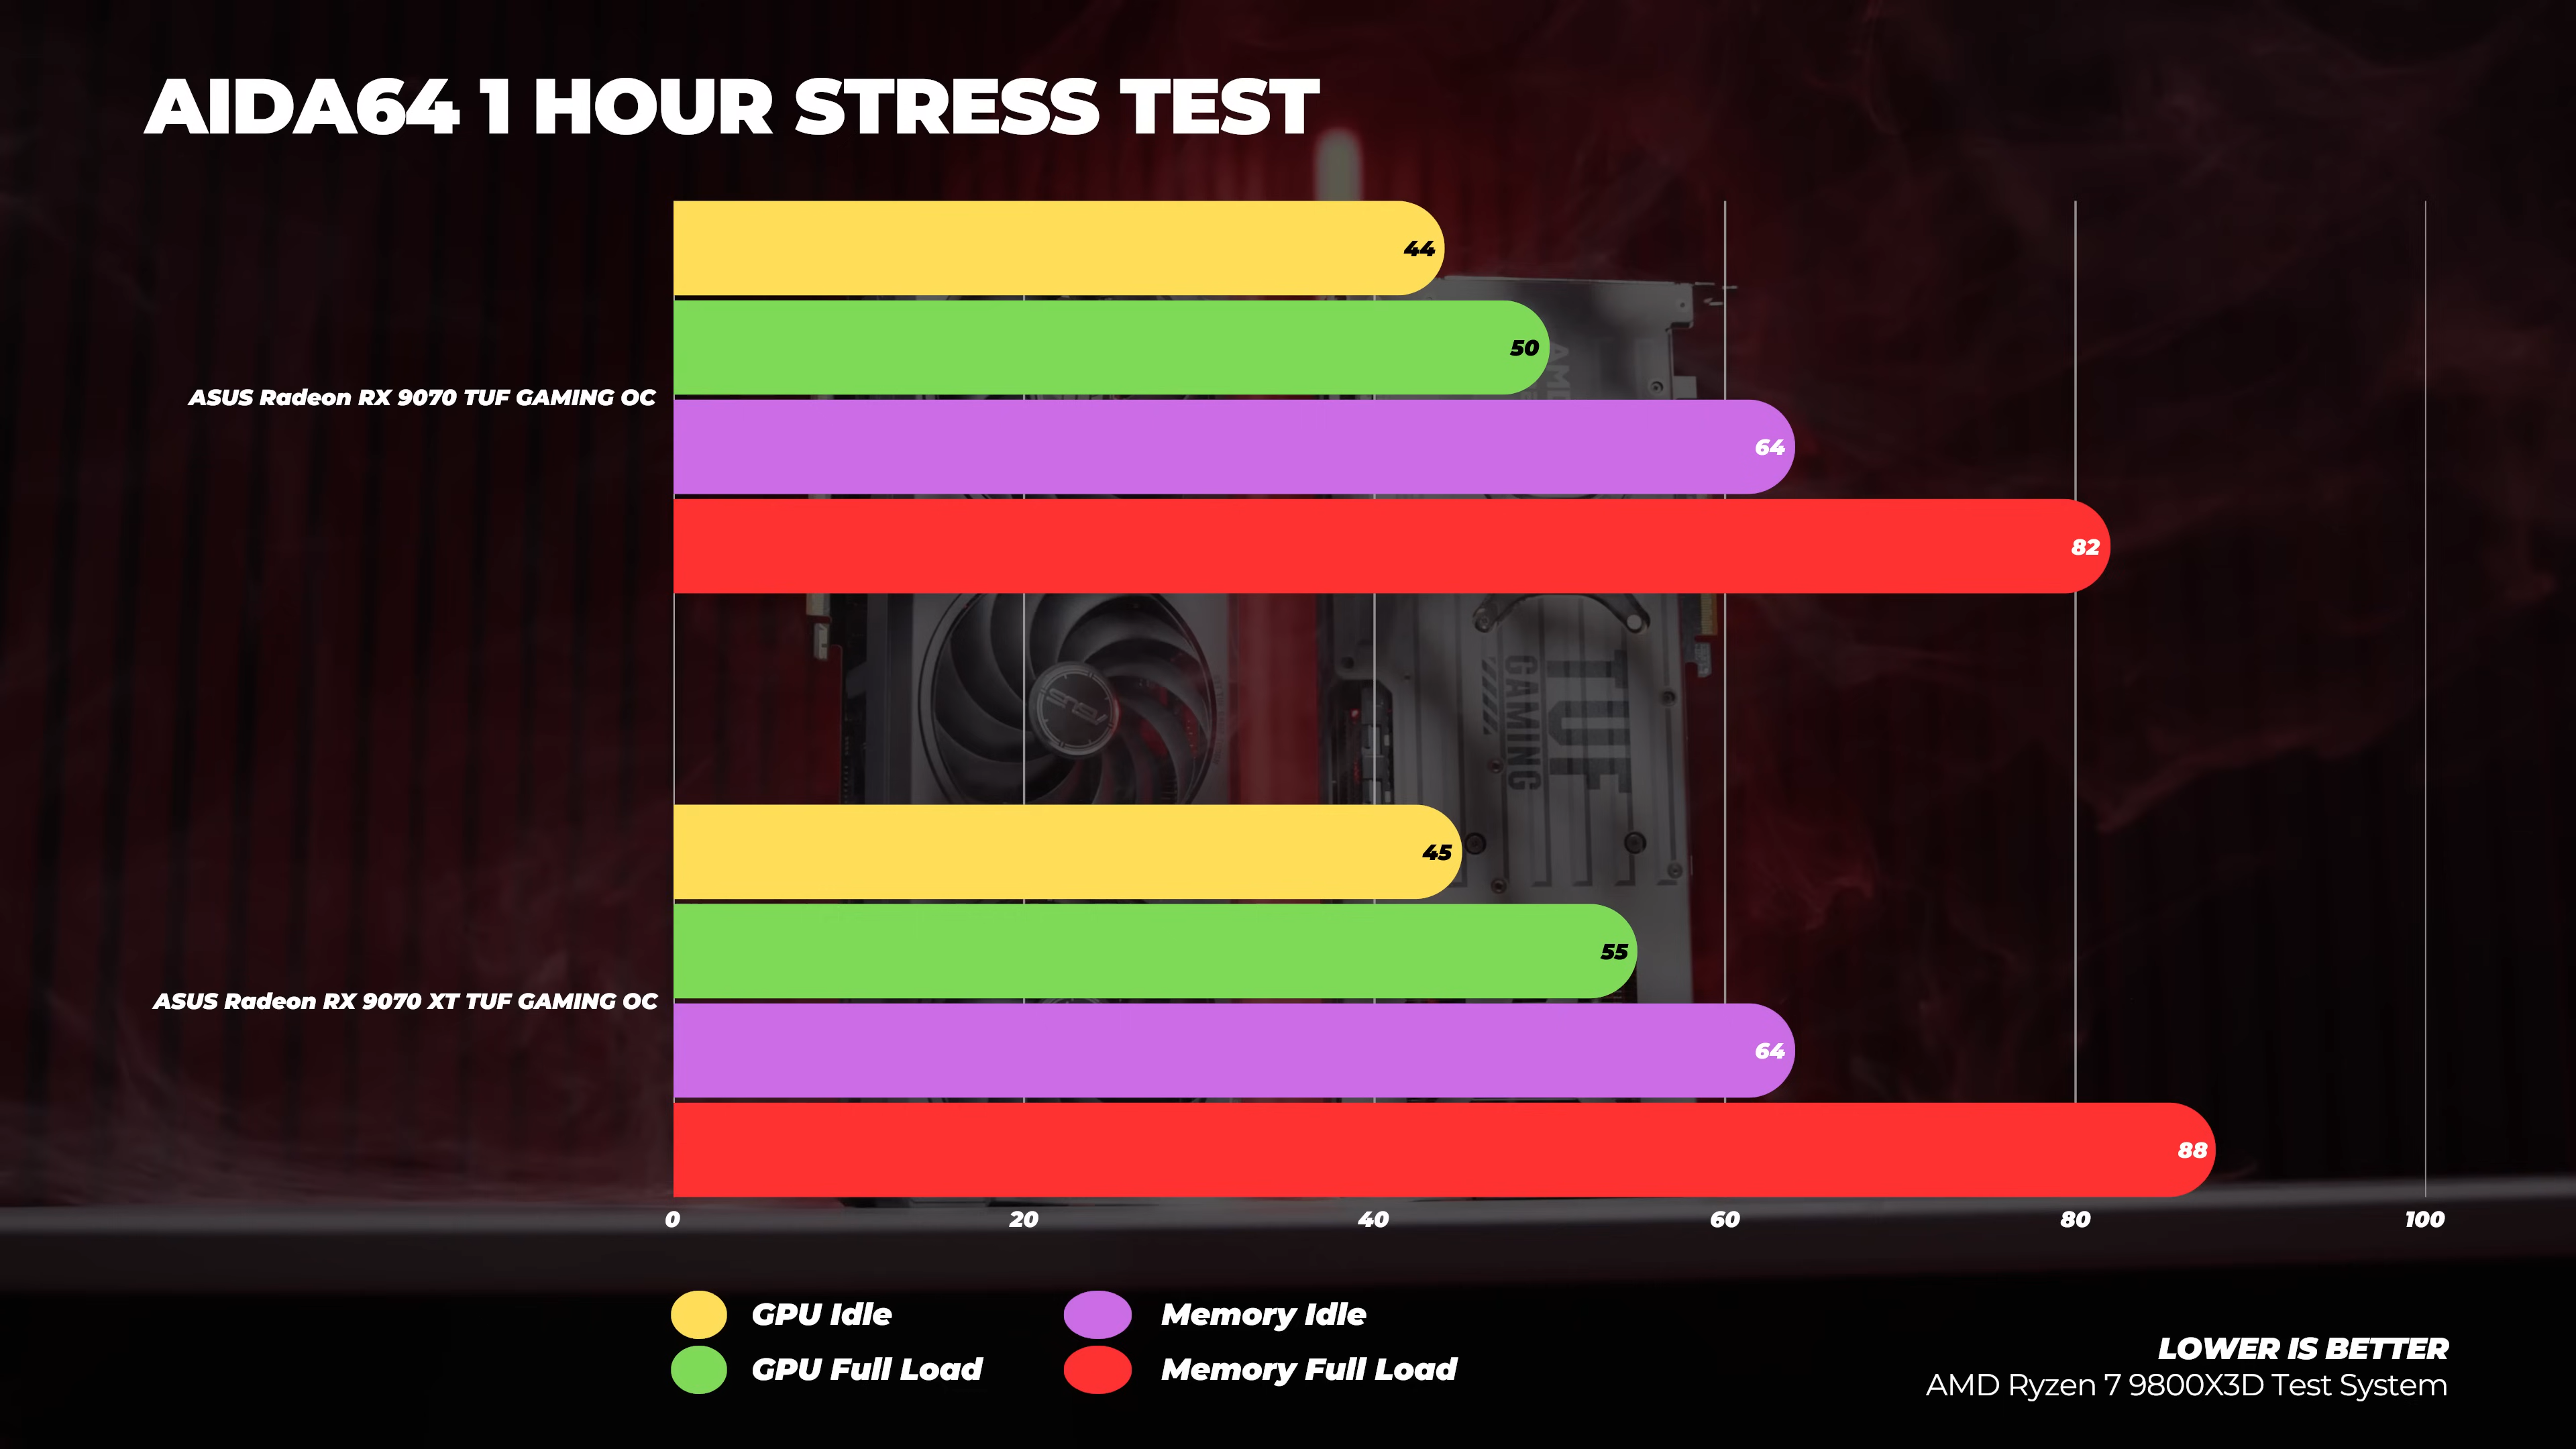 AIDA64 1 HOUR STRESS TEST
ASUS Radeon RX 9070 TUF GAMING OC
44
50
64
82
TUF
GAMING
ASUS Radeon RX 9070 XT TUF GAMING OC
45
55
64
88
0 20 40 60 80 100
GPU Idle
Memory Idle
GPU Full Load
Memory Full Load
LOWER IS BETTER
AMD Ryzen 7 9800X3D Test System